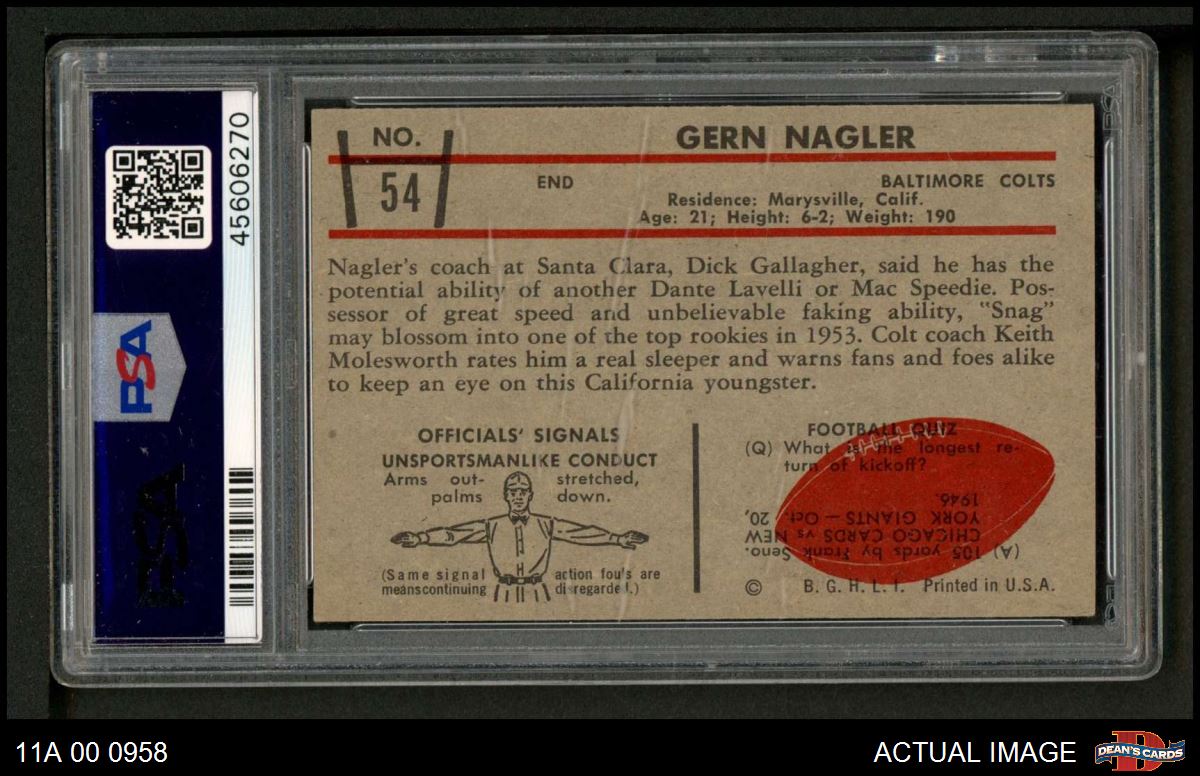 45606270
PSA
PSA
NO.
54
GERN NAGLER
END
BALTIMORE COLTS
Residence: Marysville, Calif.
Age: 21; Height: 6-2; Weight: 190
Nagler's coach at Santa Clara, Dick Gallagher, said he has the
potential ability of another Dante Lavelli or Mac Speedie. Pos-
sessor of great speed and unbelievable faking ability, "Snag"
may blossom into one of the top rookies in 1953. Colt coach Keith
Molesworth rates him a real sleeper and warns fans and foes alike
to keep an eye on this California youngster.
OFFICIALS' SIGNALS
UNSPORTSMANLIKE CONDUCT
Arms out- stretched,
palms down.
(Same signal action fouls are
means continuing disregarded.)
FOOTBALL QUIZ
(Q) What is the longest re-
turn of kickoff?
(A) 105 yards by Frank Seno.
CHICAGO CARDS vs NEW
YORK GIANTS — Oct. 20,
1946.
© B. G. H. L. I. Printed in U.S.A.
11A 00 0958
ACTUAL IMAGE
DEAN'S CARDS